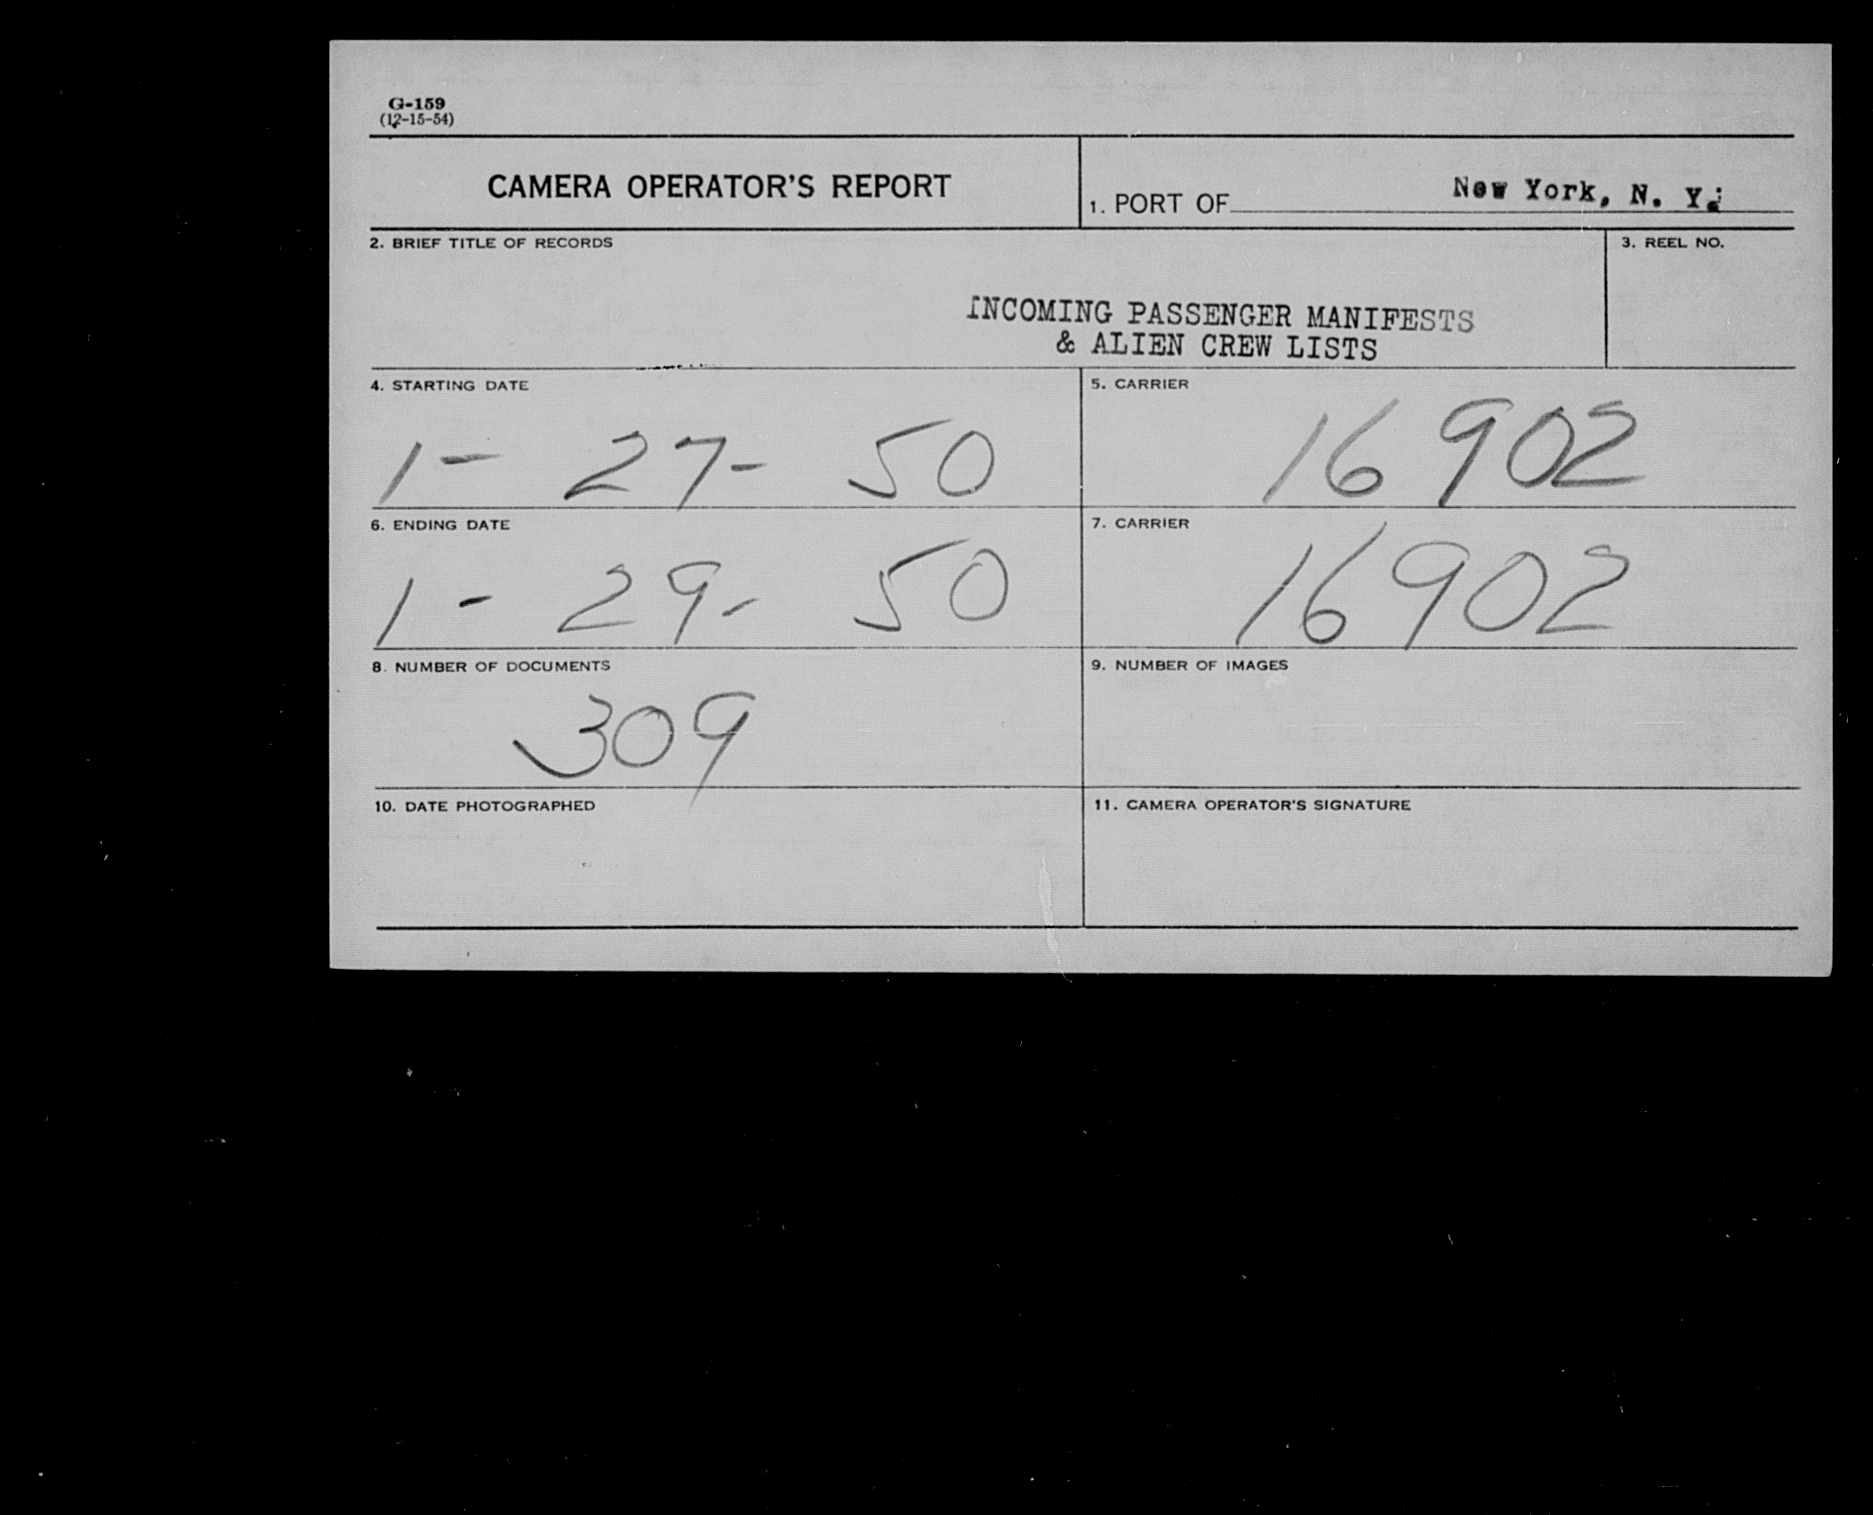 G-159
(12-15-54)
CAMERA OPERATOR'S REPORT
1. PORT OF New York, N. Y.
2. BRIEF TITLE OF RECORDS
INCOMING PASSENGER MANIFESTS
& ALIEN CREW LISTS
3. REEL NO.
4. STARTING DATE
1- 27- 50
5. CARRIER
16902
6. ENDING DATE
1- 29- 50
7. CARRIER
16902
8. NUMBER OF DOCUMENTS
309
9. NUMBER OF IMAGES
10. DATE PHOTOGRAPHED
11. CAMERA OPERATOR'S SIGNATURE